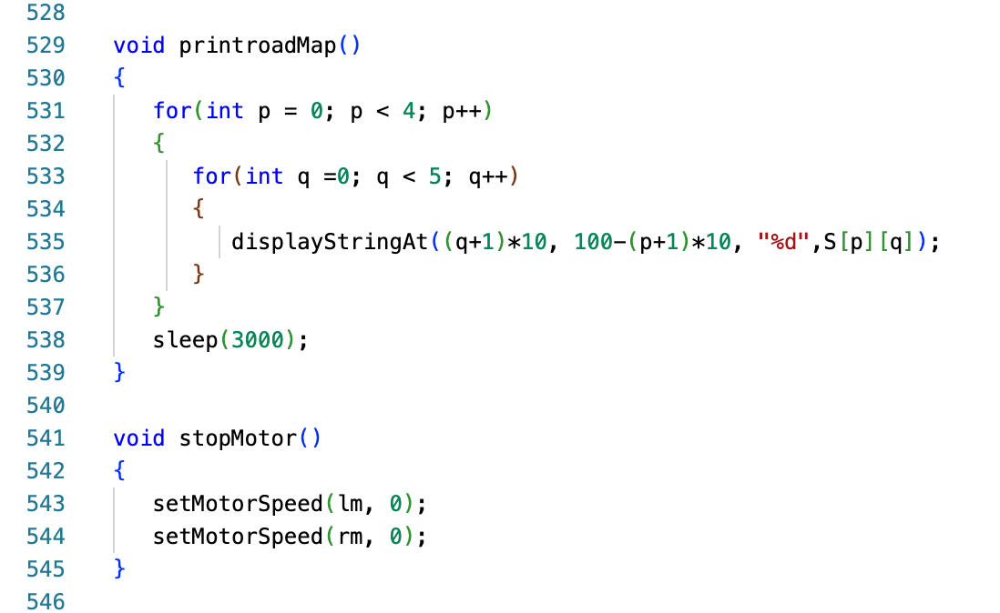 528
529 void printroadMap()
530 {
531 for(int p = 0; p < 4; p++)
532 {
533 for(int q =0; q < 5; q++)
534 {
535 displayStringAt((q+1)*10, 100-(p+1)*10, "%d",S[p][q]);
536 }
537 }
538 sleep(3000);
539 }
540
541 void stopMotor()
542 {
543 setMotorSpeed(lm, 0);
544 setMotorSpeed(rm, 0);
545 }
546